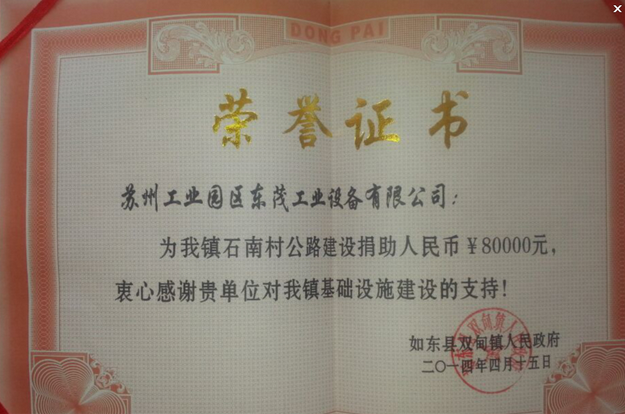 DONG PAI
荣誉证书
苏州工业园区东茂工业设备有限公司：
为我镇石南村公路建设捐助人民币￥80000元，
衷心感谢贵单位对我镇基础设施建设的支持！
如东县双甸镇人民政府
二〇一四年四月十五日